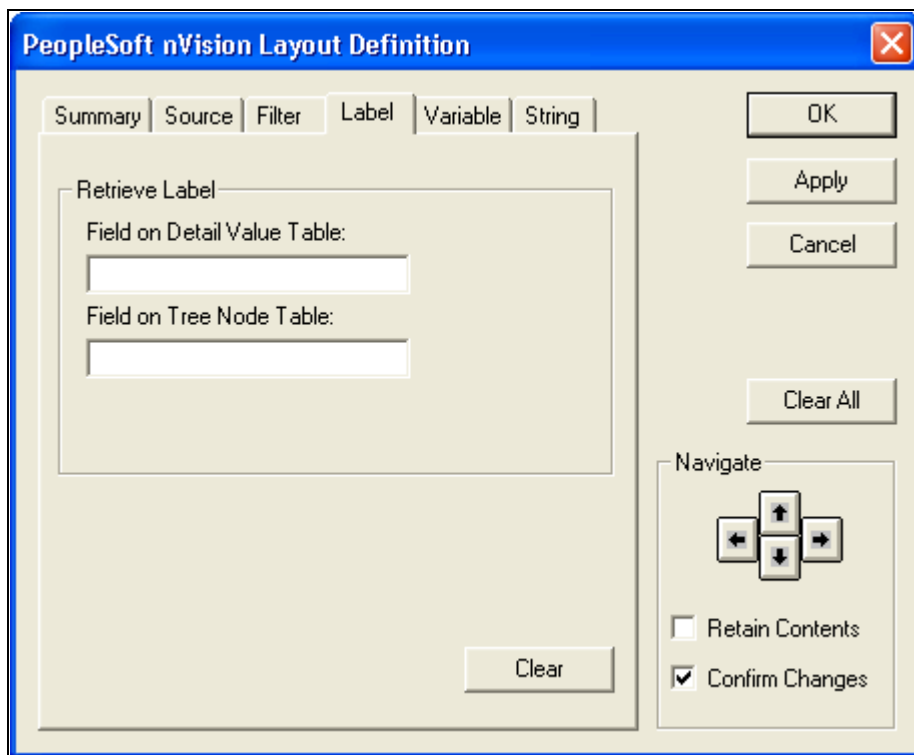 PeopleSoft nVision Layout Definition
Summary
Source
Filter
Label
Variable
String
Retrieve Label
Field on Detail Value Table:
Field on Tree Node Table:
Clear
OK
Apply
Cancel
Clear All
Navigate
Retain Contents
Confirm Changes